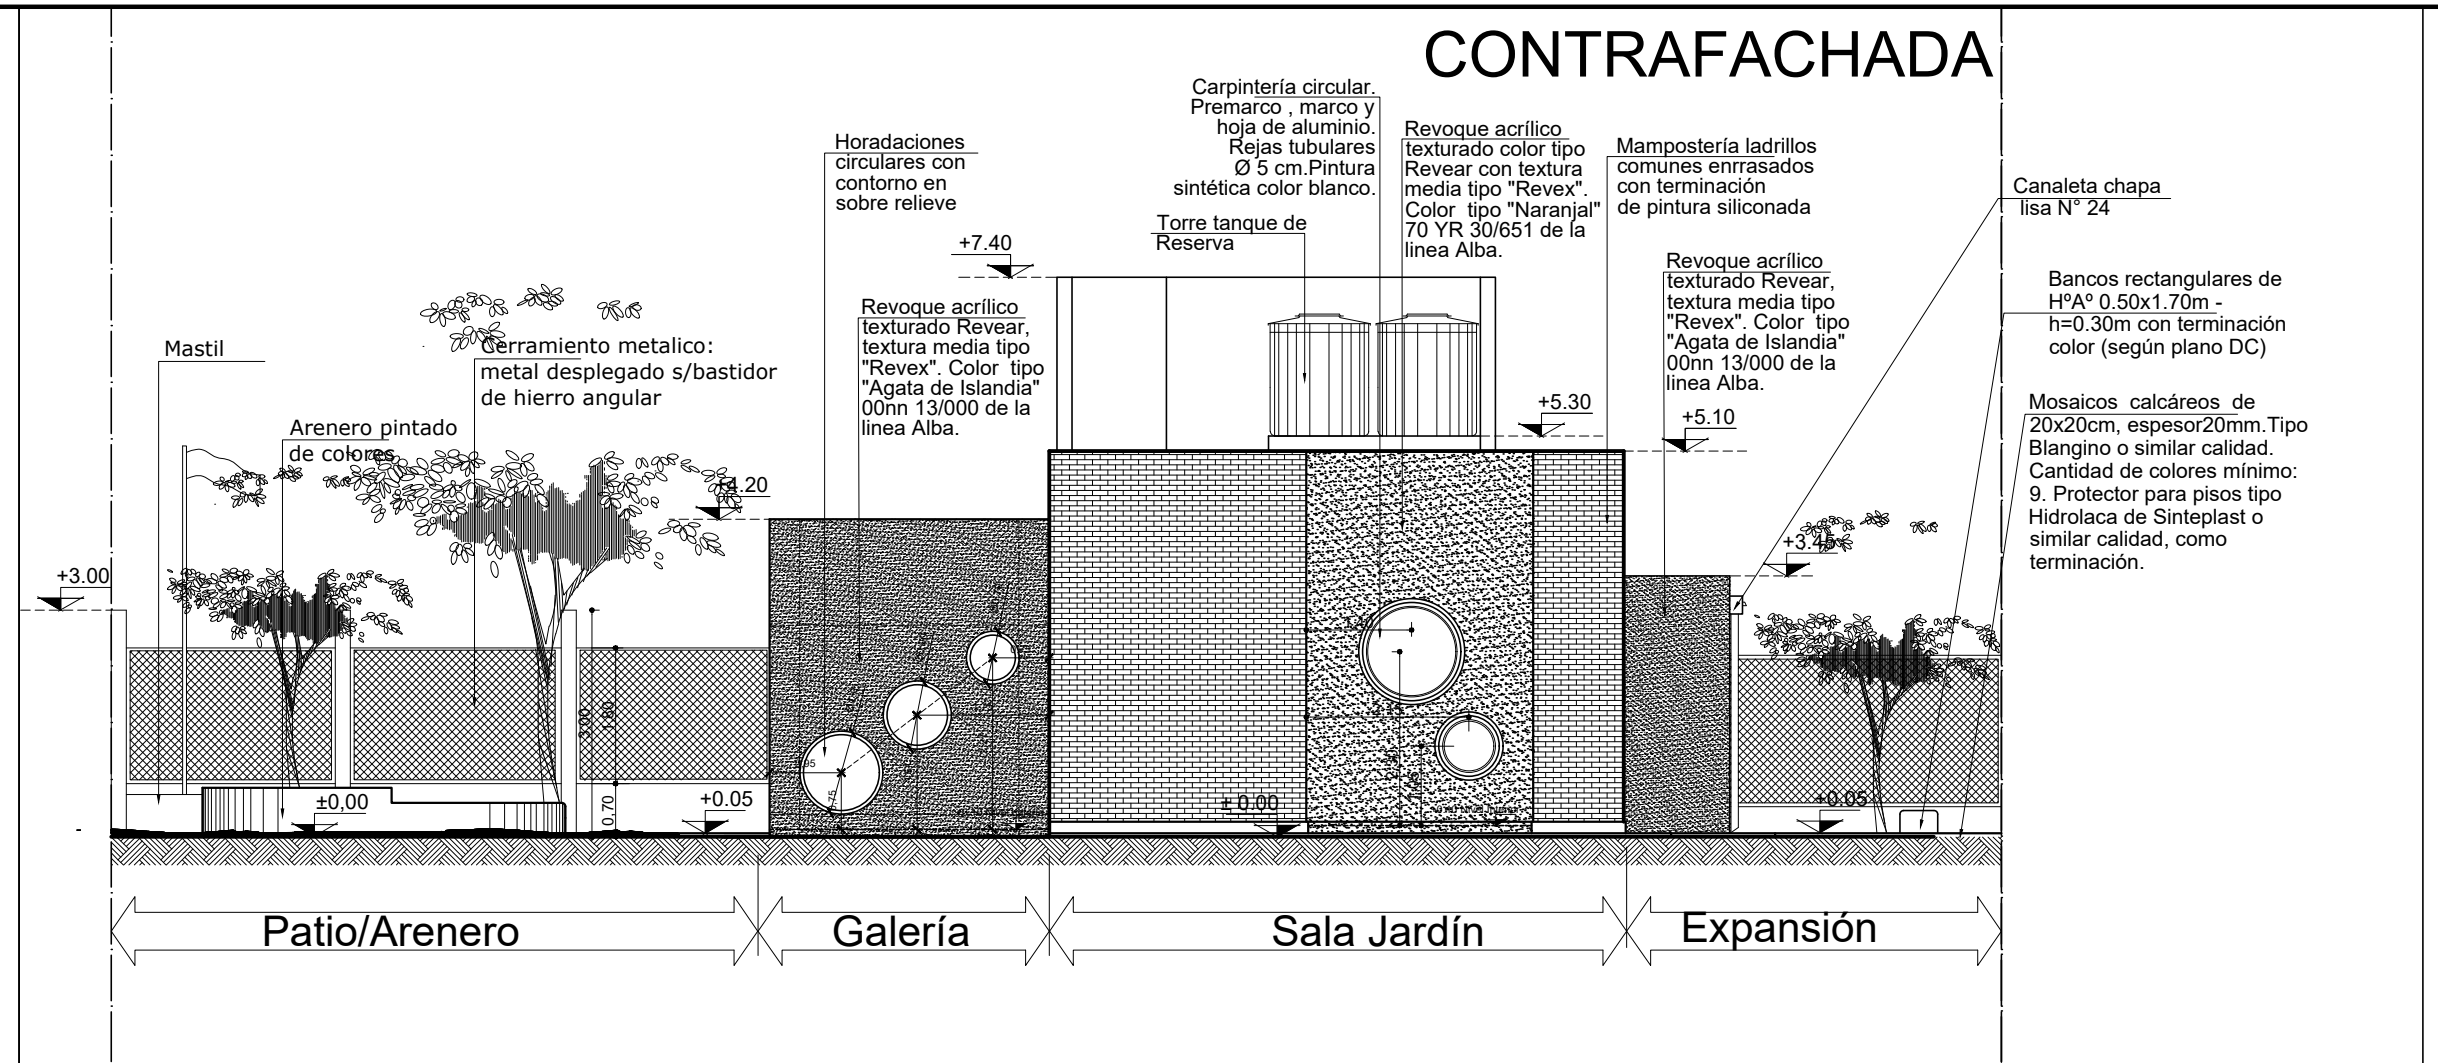 CONTRAFACHADA
Carpintería circular.
Premarco , marco y
hoja de aluminio.
Rejas tubulares
Ø 5 cm.Pintura
sintética color blanco.
Revoque acrílico
texturado color tipo
Revear con textura
media tipo "Revex".
Color tipo "Naranjal"
70 YR 30/651 de la
linea Alba.
Mampostería ladrillos
comunes enrrasados
con terminación
de pintura siliconada
Horadaciones
circulares con
contorno en
sobre relieve
Canaleta chapa
lisa N° 24
Torre tanque de
Reserva
+7.40
Revoque acrílico
texturado Revear,
textura media tipo
"Revex". Color tipo
"Agata de Islandia"
00nn 13/000 de la
linea Alba.
Revoque acrílico
texturado Revear,
textura media tipo
"Revex". Color tipo
"Agata de Islandia"
00nn 13/000 de la
linea Alba.
Bancos rectangulares de
HºAº 0.50x1.70m -
h=0.30m con terminación
color (según plano DC)
Mastil
Cerramiento metalico:
metal desplegado s/bastidor
de hierro angular
Arenero pintado
de colores
Mosaicos calcáreos de
20x20cm, espesor20mm.Tipo
Blangino o similar calidad.
Cantidad de colores mínimo:
9. Protector para pisos tipo
Hidrolaca de Sinteplast o
similar calidad, como
terminación.
+5.30
+5.10
+4.20
+3.45
+3.00
3.00
1.80
0.70
±0,00
+0.05
± 0.00
+0.05
Patio/Arenero
Galería
Sala Jardín
Expansión